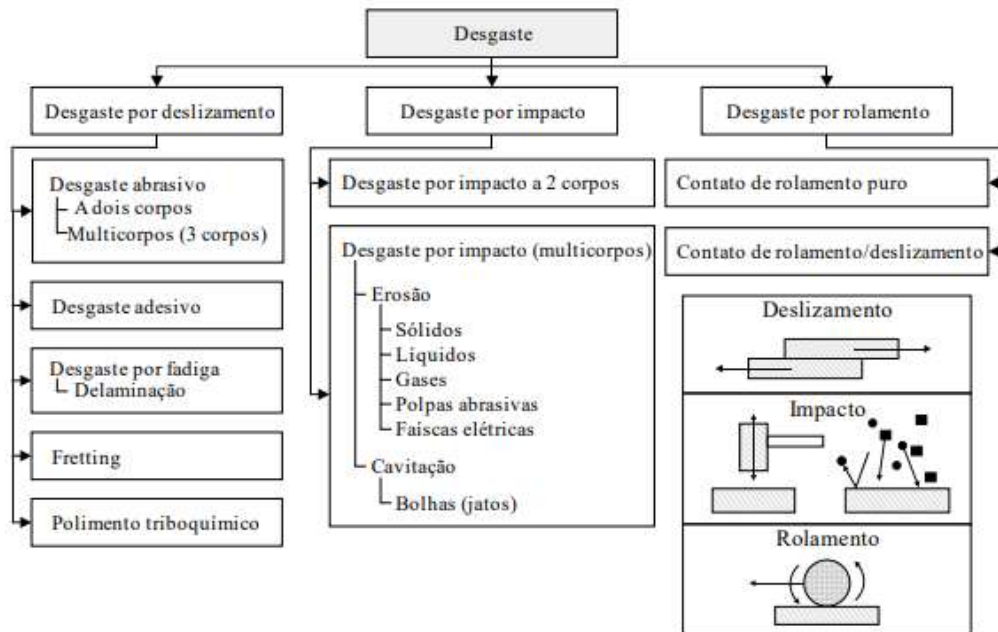 Desgaste
Desgaste por deslizamento
Desgaste por impacto
Desgaste por rolamento
Desgaste abrasivo
A dois corpos
Multicorpos (3 corpos)
Desgaste adesivo
Desgaste por fadiga
Delaminação
Fretting
Polimento triboquímico
Desgaste por impacto a 2 corpos
Desgaste por impacto (multicorpos)
Erosão
Sólidos
Líquidos
Gases
Polpas abrasivas
Faíscas elétricas
Cavitação
Bolhas (jatos)
Contato de rolamento puro
Contato de rolamento/deslizamento
Deslizamento
Impacto
Rolamento